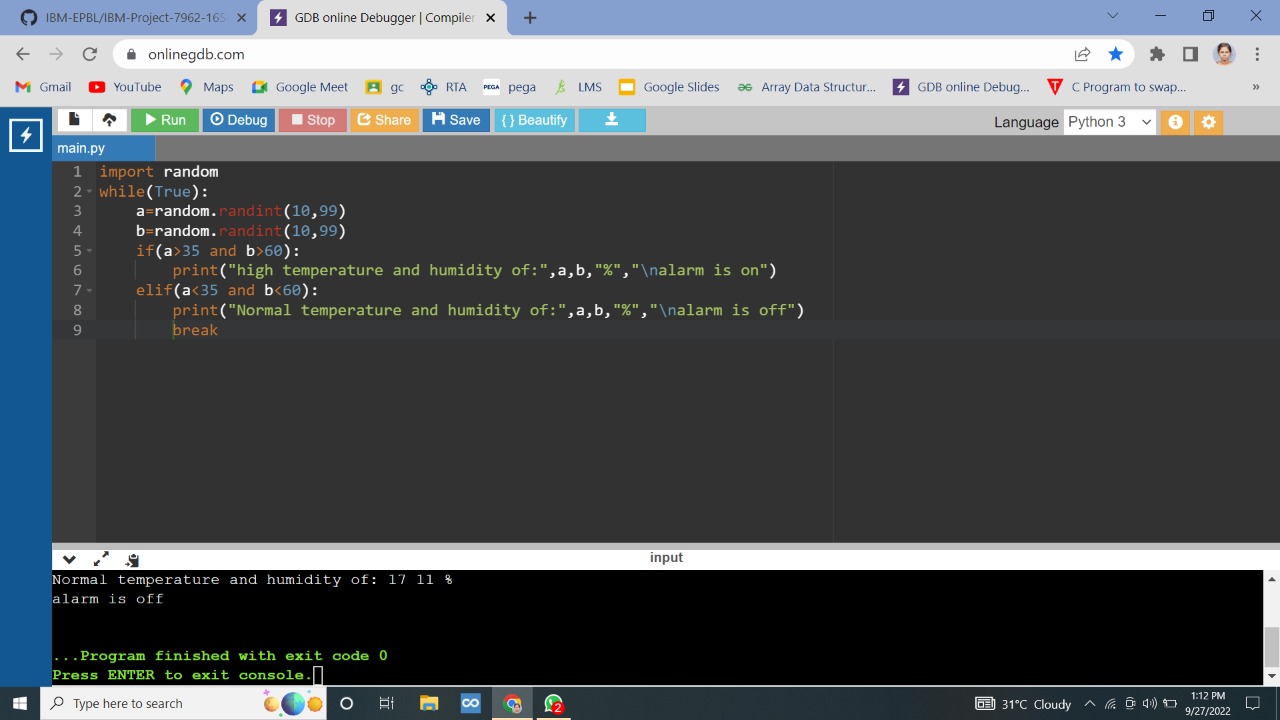 IBM-EPBL/IBM-Project-7962-165
GDB online Debugger | Compiler
onlinegdb.com
Gmail YouTube Maps Google Meet gc RTA PEGA pega LMS Google Slides Array Data Structur... GDB online Debug... C Program to swap... »
Run Debug Stop Share Save { } Beautify Language Python 3
main.py
1 import random
2 while(True):
3 a=random.randint(10,99)
4 b=random.randint(10,99)
5 if(a>35 and b>60):
6 print("high temperature and humidity of:",a,b,"%","\nalarm is on")
7 elif(a<35 and b<60):
8 print("Normal temperature and humidity of:",a,b,"%","\nalarm is off")
9 break
input
Normal temperature and humidity of: 17 11 %
alarm is off
...Program finished with exit code 0
Press ENTER to exit console.
Type here to search
2
31°C Cloudy
1:12 PM
9/27/2022